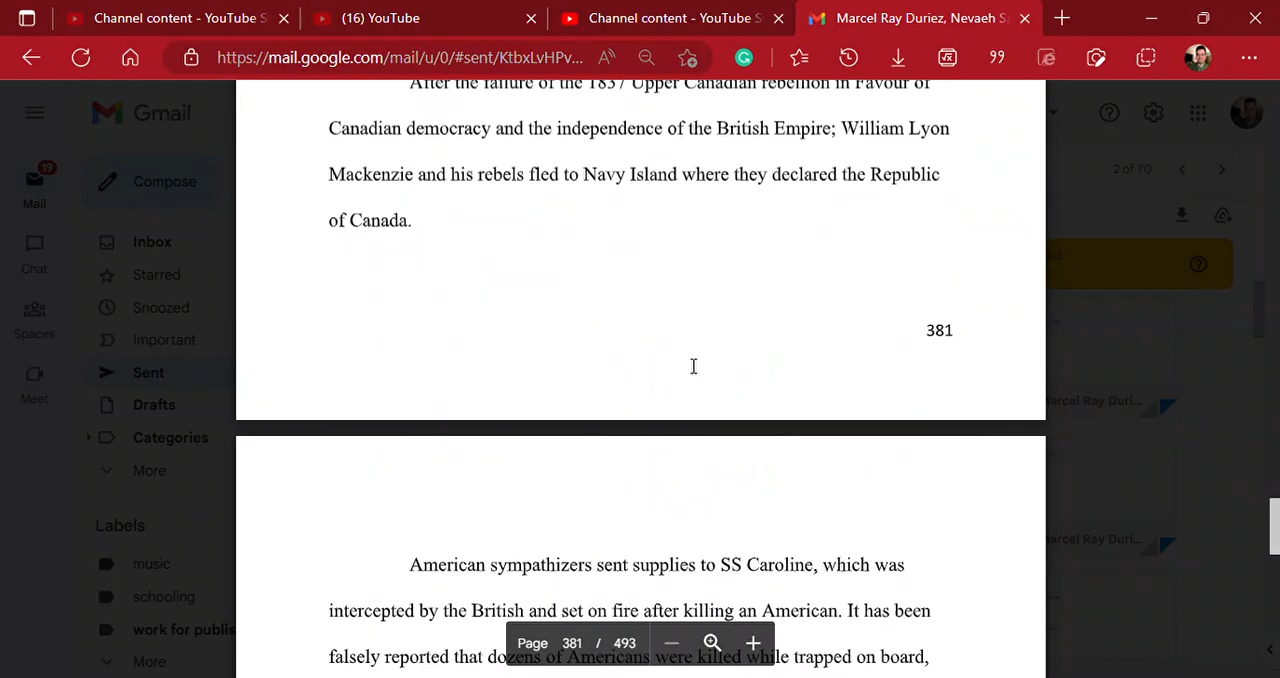 Channel content - YouTube S
(16) YouTube
Channel content - YouTube S
Marcel Ray Duriez, Nevaeh S
https://mail.google.com/mail/u/0/#sent/KtbxLvHPv...
Gmail
Compose
19
Mail
Chat
Spaces
Meet
Inbox
Starred
Snoozed
Important
Sent
Drafts
Categories
More
Labels
music
schooling
work for publis
More
2 of 70
After the failure of the 1837 Upper Canadian rebellion in Favour of
Canadian democracy and the independence of the British Empire; William Lyon
Mackenzie and his rebels fled to Navy Island where they declared the Republic
of Canada.
381
American sympathizers sent supplies to SS Caroline, which was
intercepted by the British and set on fire after killing an American. It has been
falsely reported that dozens of Americans were killed while trapped on board,
Page 381 / 493
arcel Ray Duri...
arcel Ray Duri...